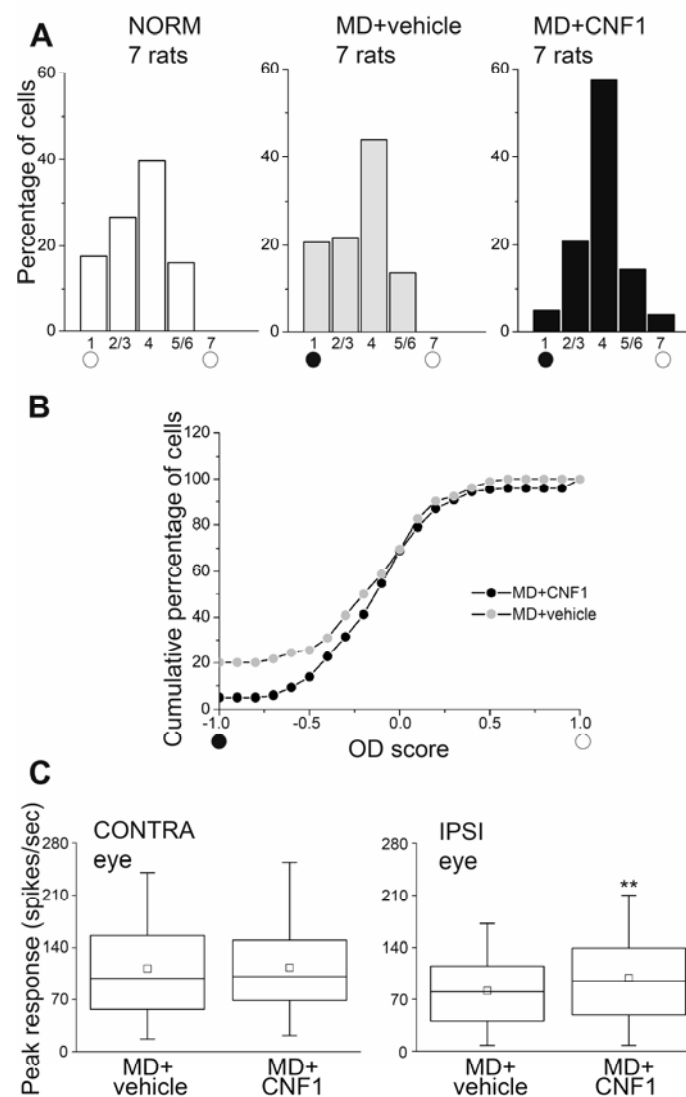 A
NORM
7 rats
MD+vehicle
7 rats
MD+CNF1
7 rats
Percentage of cells
60
40
20
0
1 2/3 4 5/6 7
60
40
20
0
1 2/3 4 5/6 7
60
40
20
0
1 2/3 4 5/6 7
B
Cumulative perrcentage of cells
120
100
80
60
40
20
0
MD+CNF1
MD+vehicle
-1.0 -0.5 0.0 0.5 1.0
OD score
C
Peak response (spikes/sec)
CONTRA
eye
280
210
140
70
0
MD+
vehicle
MD+
CNF1
IPSI
eye
280
210
140
70
0
**
MD+
vehicle
MD+
CNF1